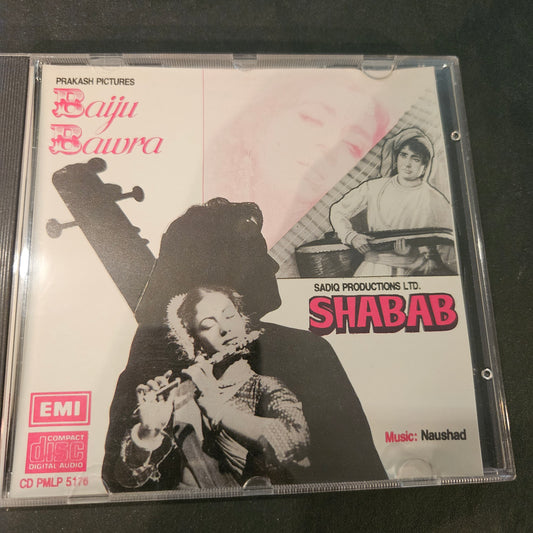 PRAKASH PICTURES
Baiju
Bawra
SADIQ PRODUCTIONS LTD.
SHABAB
EMI
COMPACT
disc
DIGITAL AUDIO
Music: Naushad
CD PMLP 5176